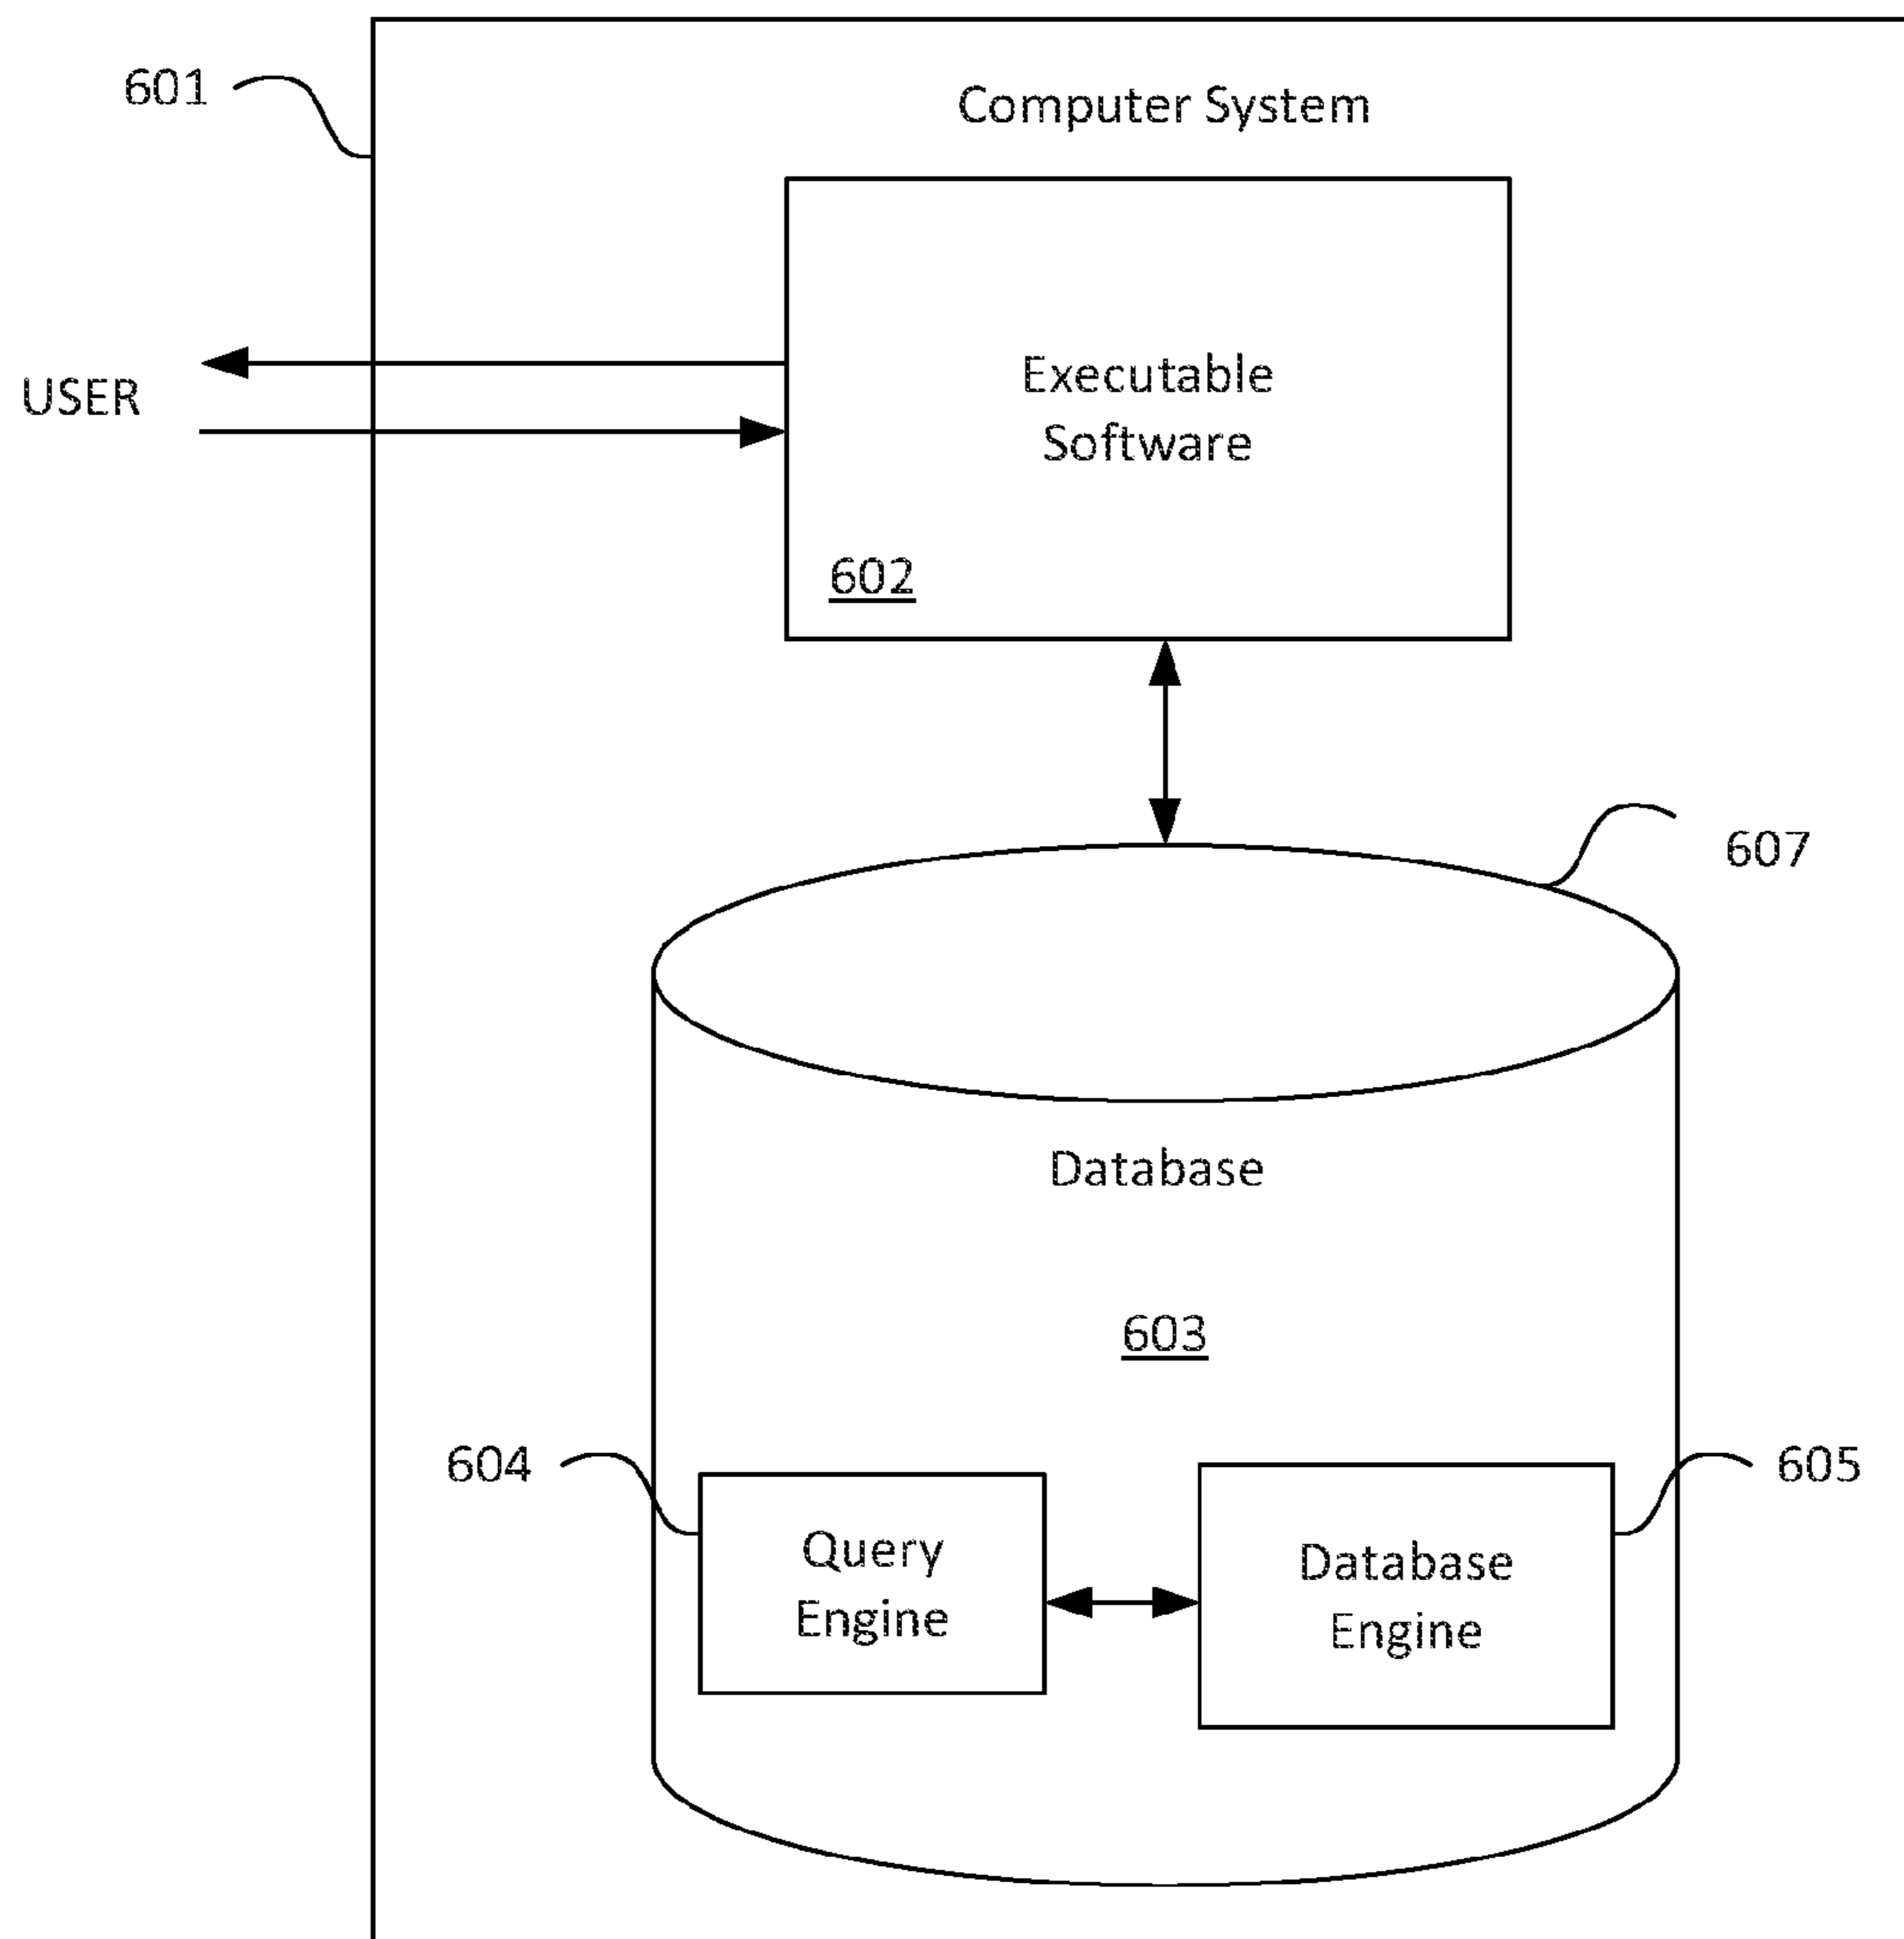 601
Computer System
USER
Executable
Software
602
607
Database
603
604
605
Query
Engine
Database
Engine